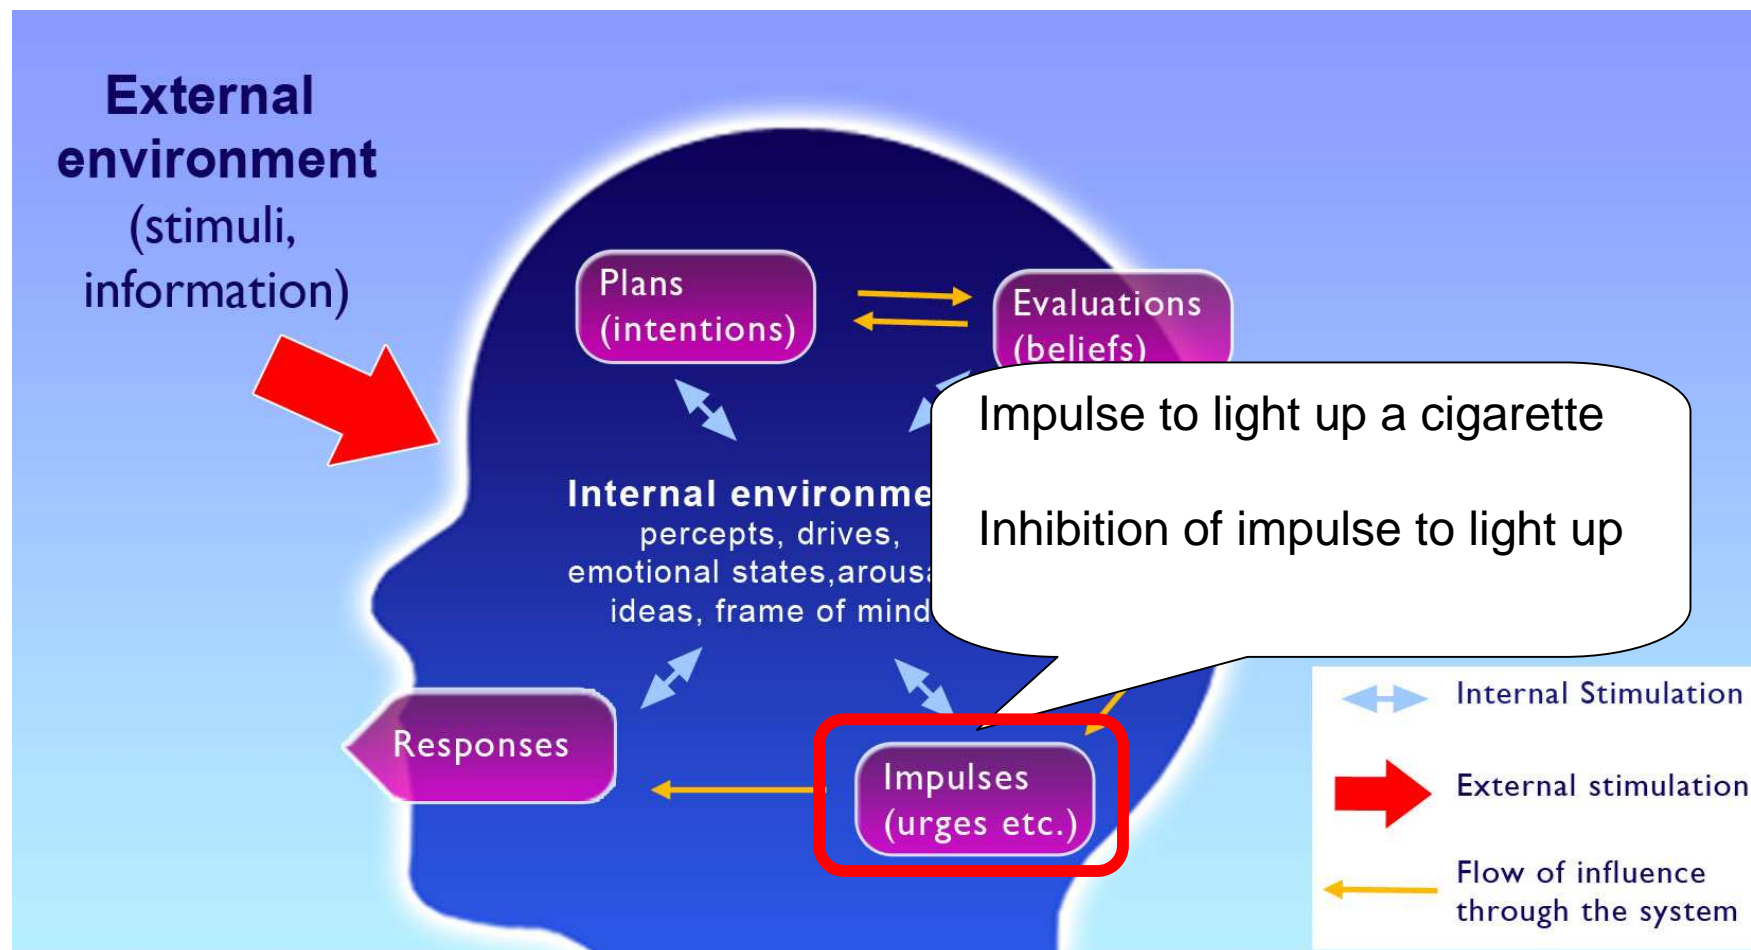 External
environment
(stimuli,
information)
Plans
(intentions)
Evaluations
(beliefs)
Impulse to light up a cigarette
Inhibition of impulse to light up
Internal
percepts, drives,
emotional states,
ideas, frame of mind
Responses
Impulses
(urges etc.)
Internal Stimulation
External stimulation
Flow of influence
through the system